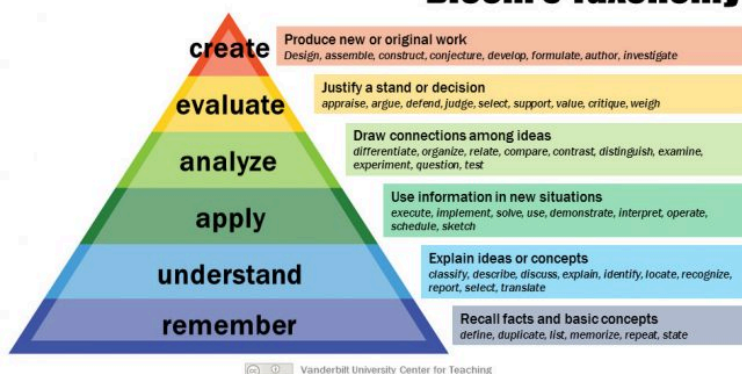 Bloom's Taxonomy
create
Produce new or original work
Design, assemble, construct, conjecture, develop, formulate, author, investigate
evaluate
Justify a stand or decision
appraise, argue, defend, judge, select, support, value, critique, weigh
analyze
Draw connections among ideas
differentiate, organize, relate, compare, contrast, distinguish, examine,
experiment, question, test
apply
Use information in new situations
execute, implement, solve, use, demonstrate, interpret, operate,
schedule, sketch
understand
Explain ideas or concepts
classify, describe, discuss, explain, identify, locate, recognize,
report, select, translate
remember
Recall facts and basic concepts
define, duplicate, list, memorize, repeat, state
cc Vanderbilt University Center for Teaching